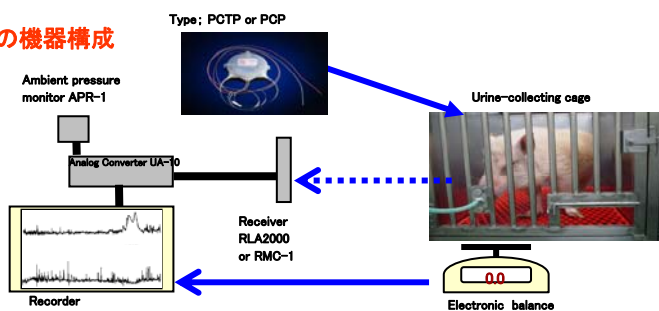 の機器構成
Type; PCTP or PCP
Ambient pressure
monitor APR-1
Urine-collecting cage
Analog Converter UA-10
Receiver
RLA2000
or RMC-1
0.0
Recorder
Electronic balance